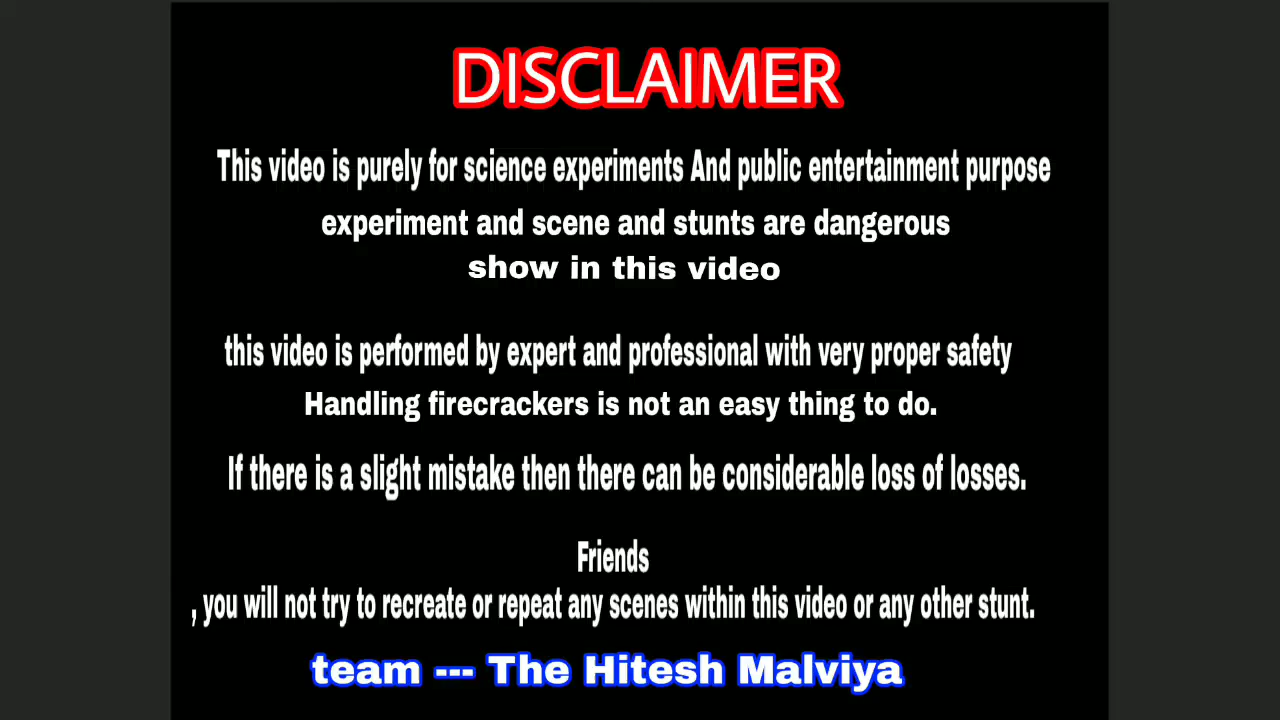 DISCLAIMER
This video is purely for science experiments And public entertainment purpose
experiment and scene and stunts are dangerous
show in this video
this video is performed by expert and professional with very proper safety
Handling firecrackers is not an easy thing to do.
If there is a slight mistake then there can be considerable loss of losses.
Friends
, you will not try to recreate or repeat any scenes within this video or any other stunt.
team --- The Hitesh Malviya